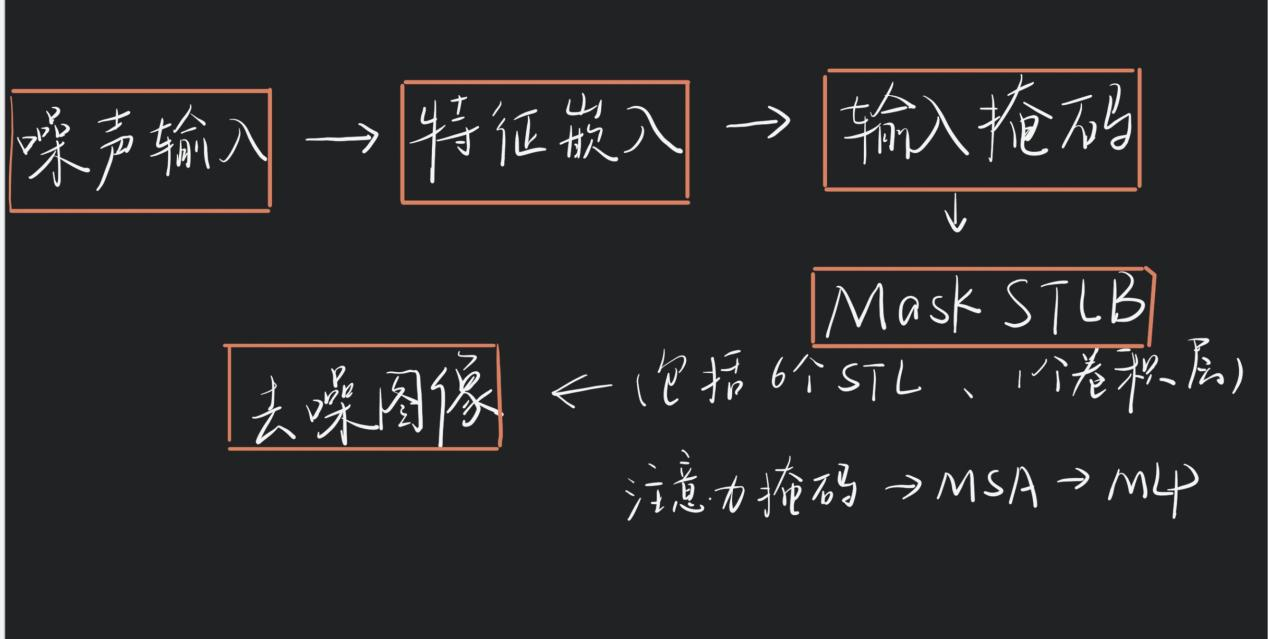 噪声输入 → 特征嵌入 → 输入掩码
↓
Mask STLB
去噪图像 ← (包括6个STL、1个卷积层)
注意力掩码 → MSA → MLP